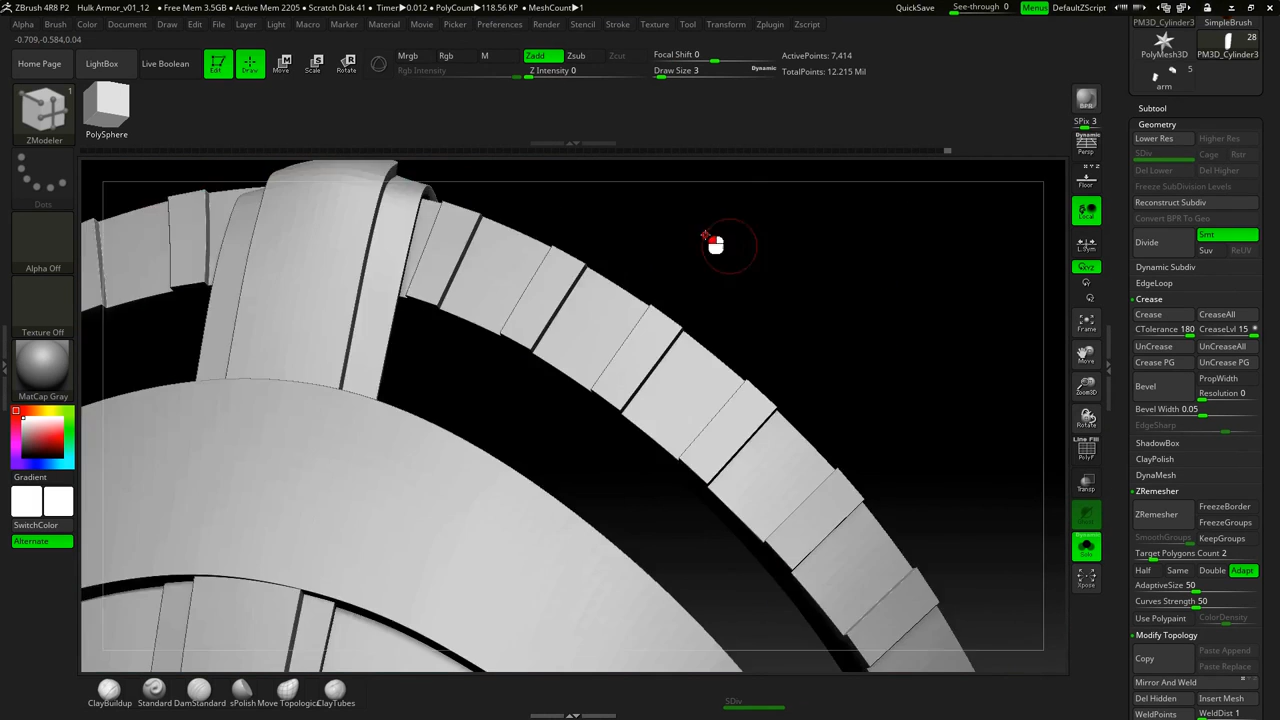 ZBrush 4R8 P2 Hulk Armor_v01_12 • Free Mem 3.5GB • Active Mem 2205 • Scratch Disk 41 • Timer▶0.012 • PolyCount▶118.56 KP • MeshCount▶1 QuickSave See-through 0 Menus DefaultZScript
Alpha Brush Color Document Draw Edit File Layer Light Macro Marker Material Movie Picker Preferences Render Stencil Stroke Texture Tool Transform Zplugin Zscript
-0.709,-0.584,0.04
Home Page LightBox Live Boolean Edit Draw Move Scale Rotate
Mrgb Rgb M Zadd Zsub Zcut Focal Shift 0 ActivePoints: 7,414
Rgb Intensity Z Intensity 0 Draw Size 3 Dynamic TotalPoints: 12.215 Mil
1
ZModeler
PolySphere
Dots
Alpha Off
Texture Off
MatCap Gray
Gradient
SwitchColor
Alternate
ClayBuildup Standard DamStandard sPolish Move Topologica ClayTubes
SDiv
BPR
SPix 3
Dynamic
Persp
Floor
Local
L.Sym
XYZ
Frame
Move
Zoom3D
Rotate
Line Fill
PolyF
Transp
Ghost
Dynamic
Solo
Xpose
PM3D_Cylinder3 SimpleBrush
28
PolyMesh3D PM3D_Cylinder3
5
arm
Subtool
Geometry
Lower Res Higher Res
SDiv Cage Rstr
Del Lower Del Higher
Freeze SubDivision Levels
Reconstruct Subdiv
Convert BPR To Geo
Divide Smt
Suv ReUV
Dynamic Subdiv
EdgeLoop
Crease
Crease CreaseAll
CTolerance 180 CreaseLvl 15
UnCrease UnCreaseAll
Crease PG UnCrease PG
Bevel PropWidth
Resolution 0
Bevel Width 0.05
EdgeSharp
ShadowBox
ClayPolish
DynaMesh
ZRemesher
ZRemesher FreezeBorder
FreezeGroups
SmoothGroups KeepGroups
Target Polygons Count 2
Half Same Double Adapt
AdaptiveSize 50
Curves Strength 50
Use Polypaint ColorDensity
Modify Topology
Copy Paste Append
Paste Replace
Mirror And Weld
Del Hidden Insert Mesh
WeldPoints WeldDist 1